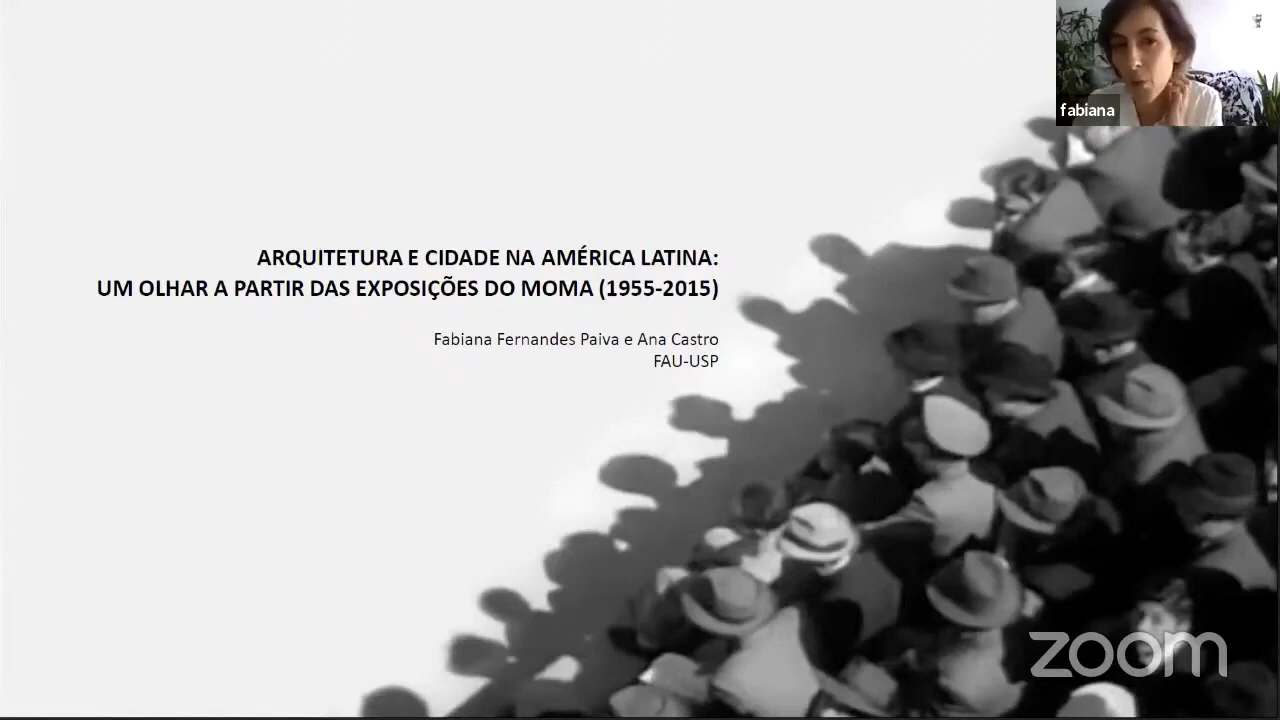 fabiana
ARQUITETURA E CIDADE NA AMÉRICA LATINA:
UM OLHAR A PARTIR DAS EXPOSIÇÕES DO MOMA (1955-2015)
Fabiana Fernandes Paiva e Ana Castro
FAU-USP
zoom